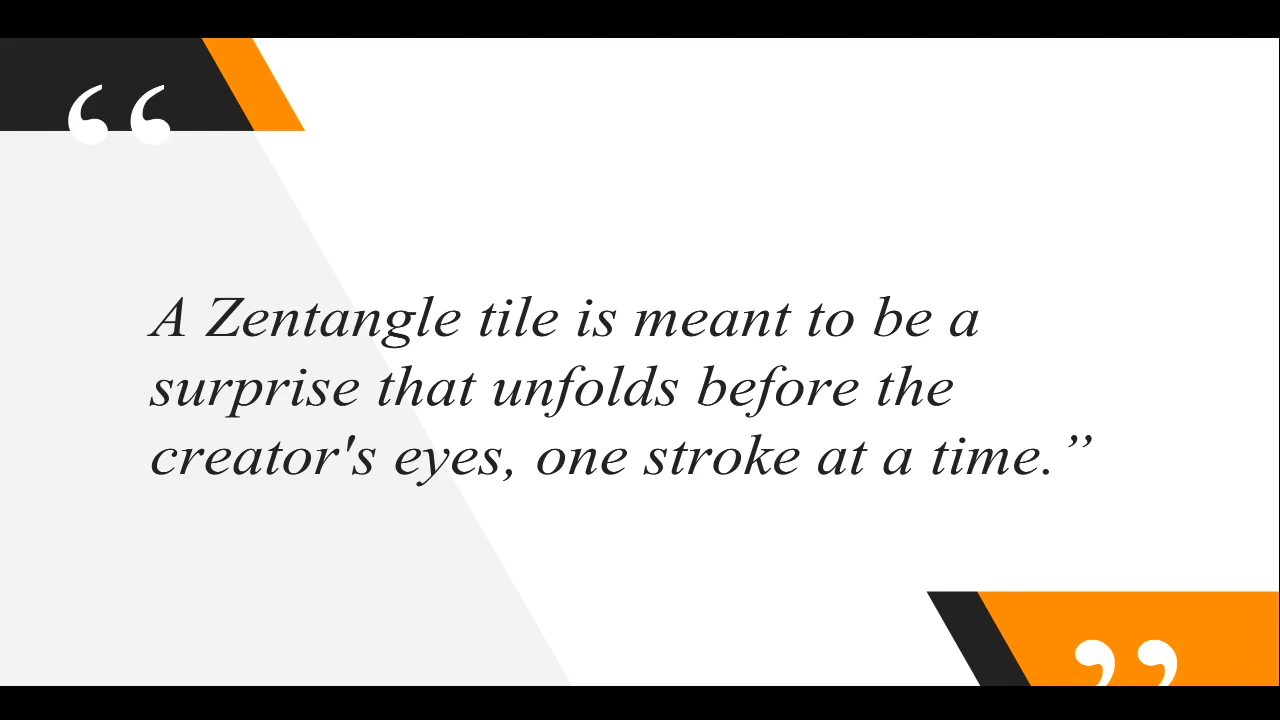 “
A Zentangle tile is meant to be a
surprise that unfolds before the
creator's eyes, one stroke at a time.”
”